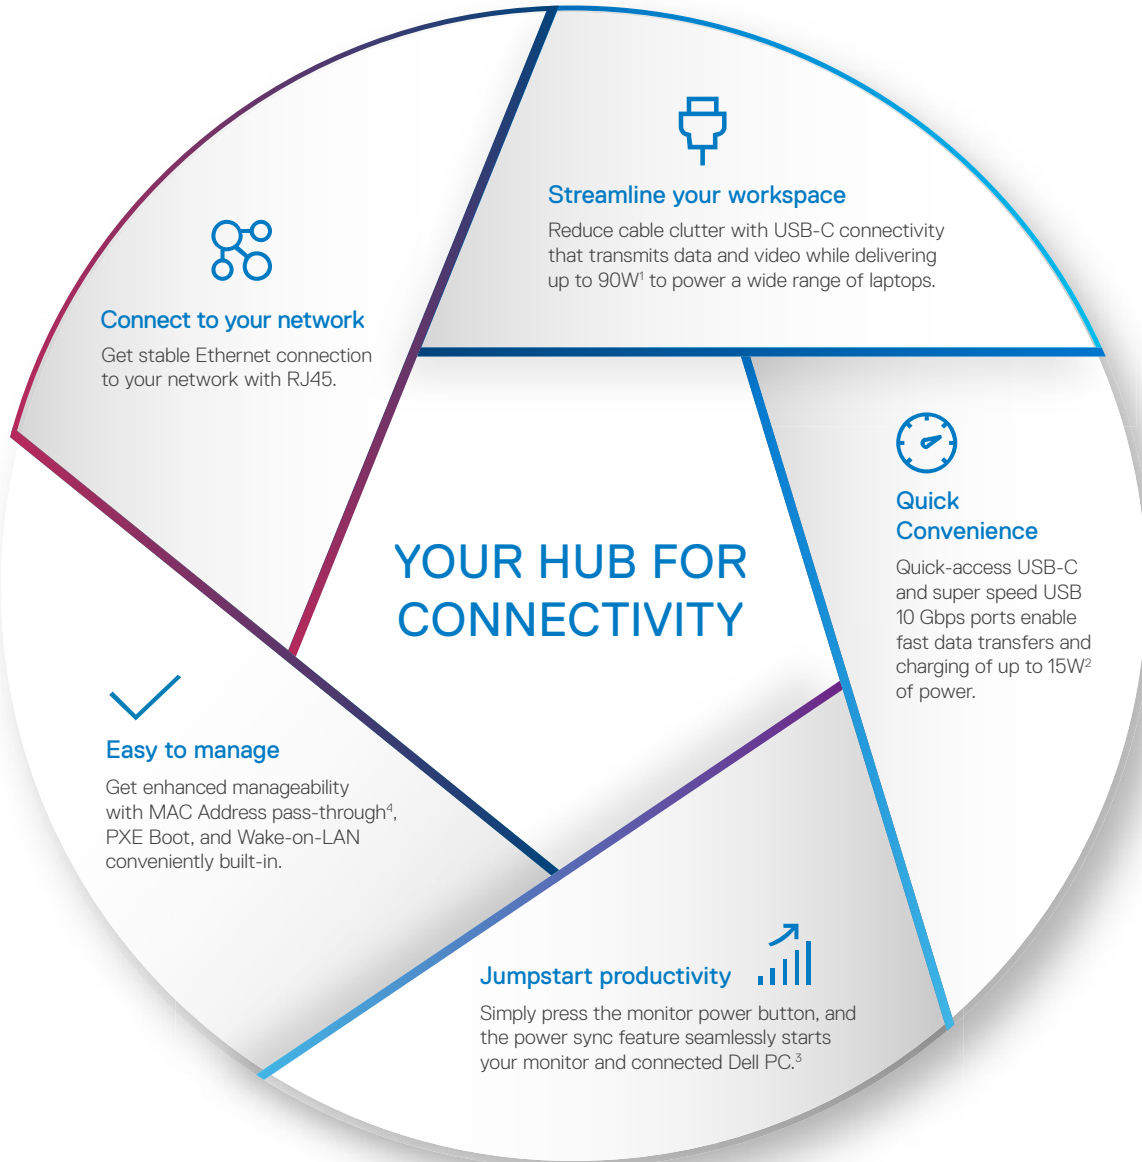 Streamline your workspace
Reduce cable clutter with USB-C connectivity
that transmits data and video while delivering
up to 90W¹ to power a wide range of laptops.
Connect to your network
Get stable Ethernet connection
to your network with RJ45.
Quick
Convenience
Quick-access USB-C
and super speed USB
10 Gbps ports enable
fast data transfers and
charging of up to 15W²
of power.
YOUR HUB FOR
CONNECTIVITY
Easy to manage
Get enhanced manageability
with MAC Address pass-through⁴,
PXE Boot, and Wake-on-LAN
conveniently built-in.
Jumpstart productivity
Simply press the monitor power button, and
the power sync feature seamlessly starts
your monitor and connected Dell PC.³